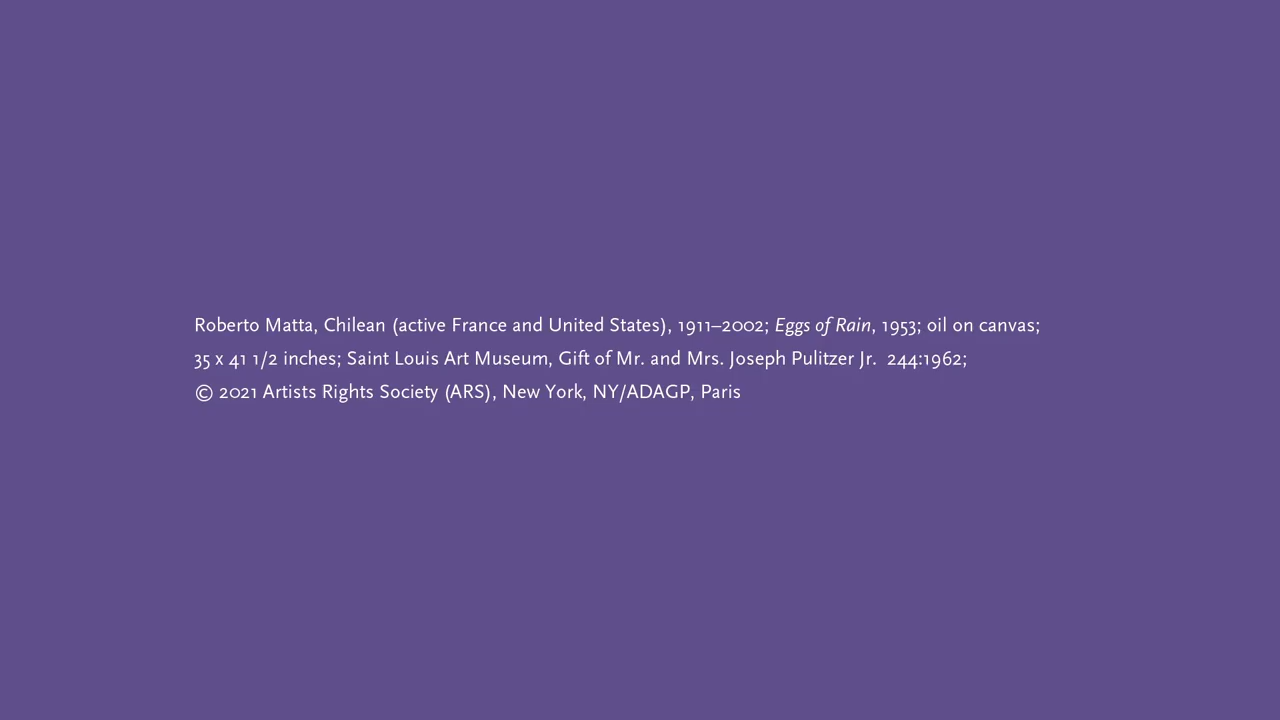 Roberto Matta, Chilean (active France and United States), 1911–2002; Eggs of Rain, 1953; oil on canvas;
35 x 41 1/2 inches; Saint Louis Art Museum, Gift of Mr. and Mrs. Joseph Pulitzer Jr.  244:1962;
© 2021 Artists Rights Society (ARS), New York, NY/ADAGP, Paris